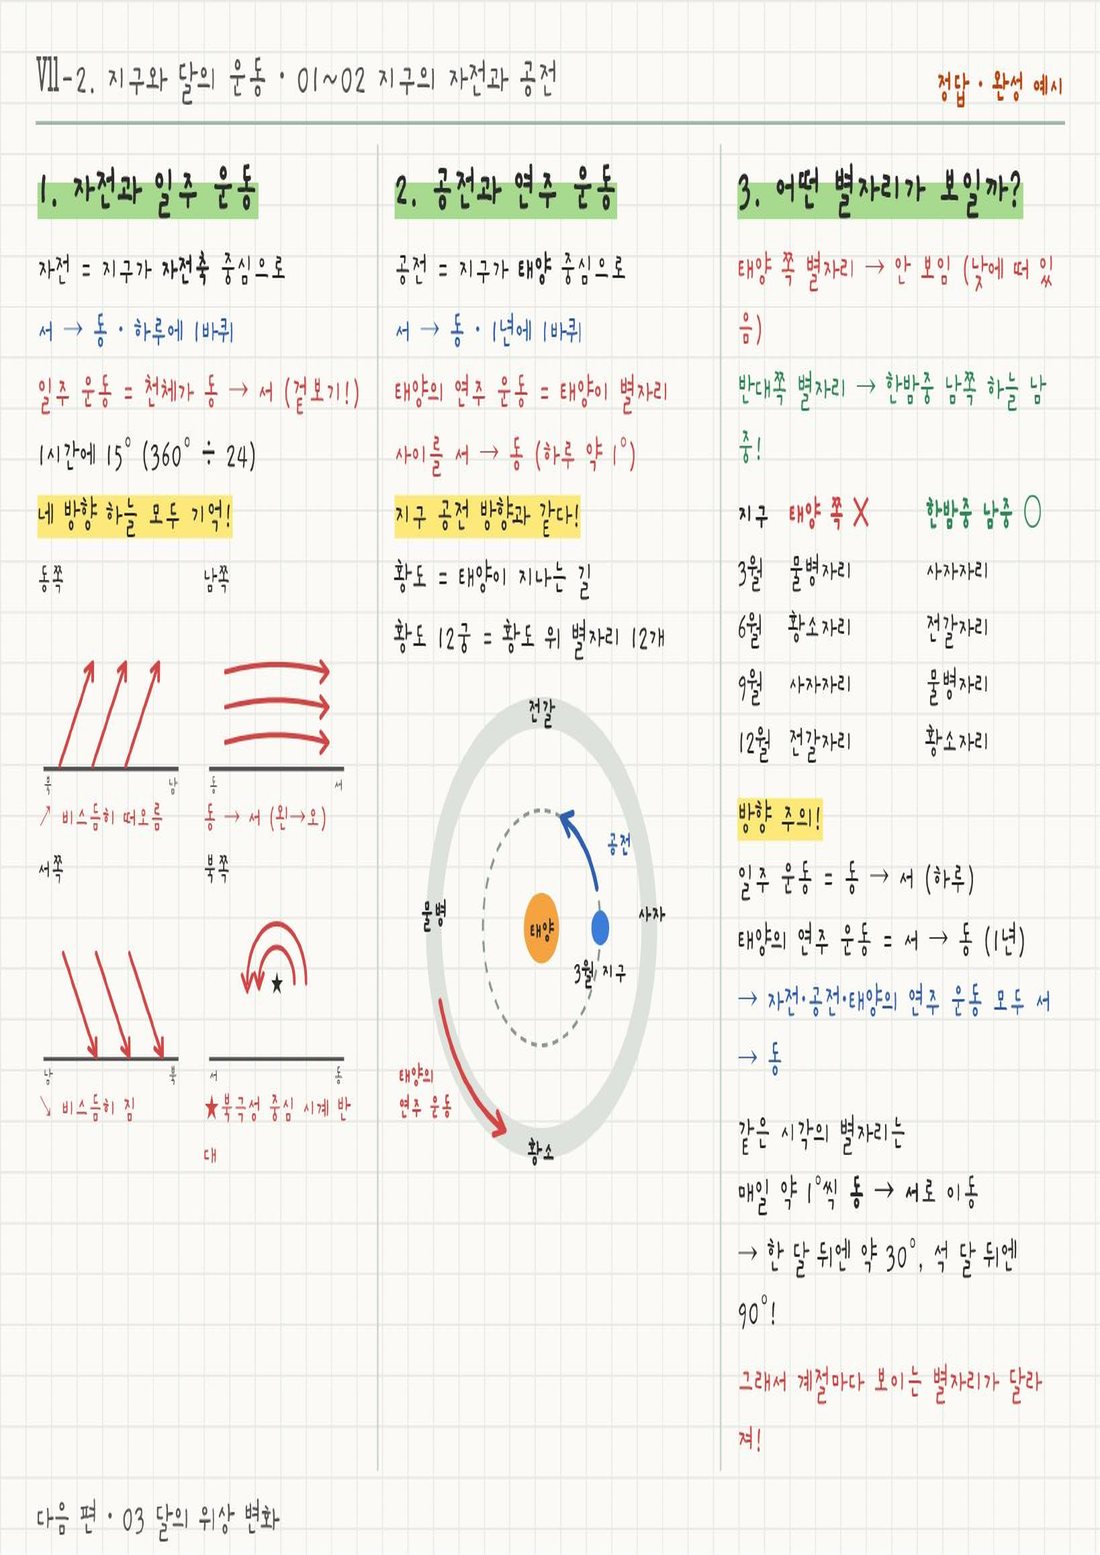 Ⅶ-2. 지구와 달의 운동 · 01~02 지구의 자전과 공전
정답 · 완성 예시
1. 자전과 일주 운동
자전 = 지구가 자전축 중심으로
서 → 동 · 하루에 1바퀴
일주 운동 = 천체가 동 → 서 (겉보기!)
1시간에 15° (360° ÷ 24)
네 방향 하늘 모두 기억!
동쪽 남쪽
북 남 동 서
↗ 비스듬히 떠오름 동 → 서 (왼→오)
서쪽 북쪽
★
남 북 서 동
↘ 비스듬히 짐 ★북극성 중심 시계 반
대
2. 공전과 연주 운동
공전 = 지구가 태양 중심으로
서 → 동 · 1년에 1바퀴
태양의 연주 운동 = 태양이 별자리
사이를 서 → 동 (하루 약 1°)
지구 공전 방향과 같다!
황도 = 태양이 지나는 길
황도 12궁 = 황도 위 별자리 12개
전갈
공전
물병 태양 사자
3월 지구
태양의
연주 운동
황소
3. 어떤 별자리가 보일까?
태양 쪽 별자리 → 안 보임 (낮에 떠 있
음)
반대쪽 별자리 → 한밤중 남쪽 하늘 남
중!
지구 태양 쪽 X 한밤중 남중 ○
3월 물병자리 사자자리
6월 황소자리 전갈자리
9월 사자자리 물병자리
12월 전갈자리 황소자리
방향 주의!
일주 운동 = 동 → 서 (하루)
태양의 연주 운동 = 서 → 동 (1년)
→ 자전·공전·태양의 연주 운동 모두 서
→ 동
같은 시각의 별자리는
매일 약 1°씩 동 → 서로 이동
→ 한 달 뒤엔 약 30°, 석 달 뒤엔
90°!
그래서 계절마다 보이는 별자리가 달라
져!
다음 편 · 03 달의 위상 변화